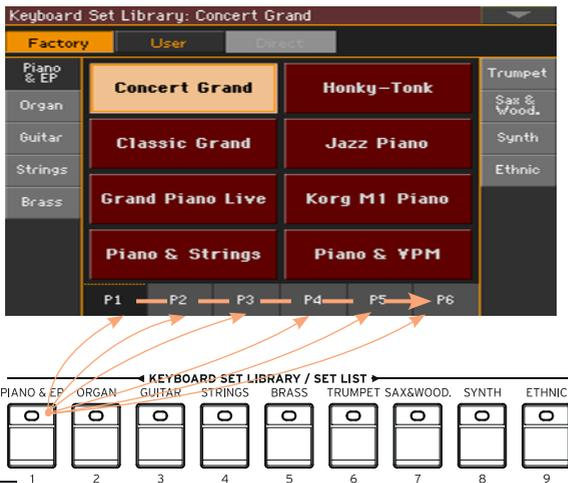 Keyboard Set Library: Concert Grand
Factory User Direct
Piano & EP
Organ
Guitar
Strings
Brass
Concert Grand Honky-Tonk
Classic Grand Jazz Piano
Grand Piano Live Korg M1 Piano
Piano & Strings Piano & ¥PM
Trumpet
Sax & Wood.
Synth
Ethnic
P1 P2 P3 P4 P5 P6
KEYBOARD SET LIBRARY / SET LIST
PIANO & EP ORGAN GUITAR STRINGS BRASS TRUMPET SAX&WOOD. SYNTH ETHNIC
1 2 3 4 5 6 7 8 9